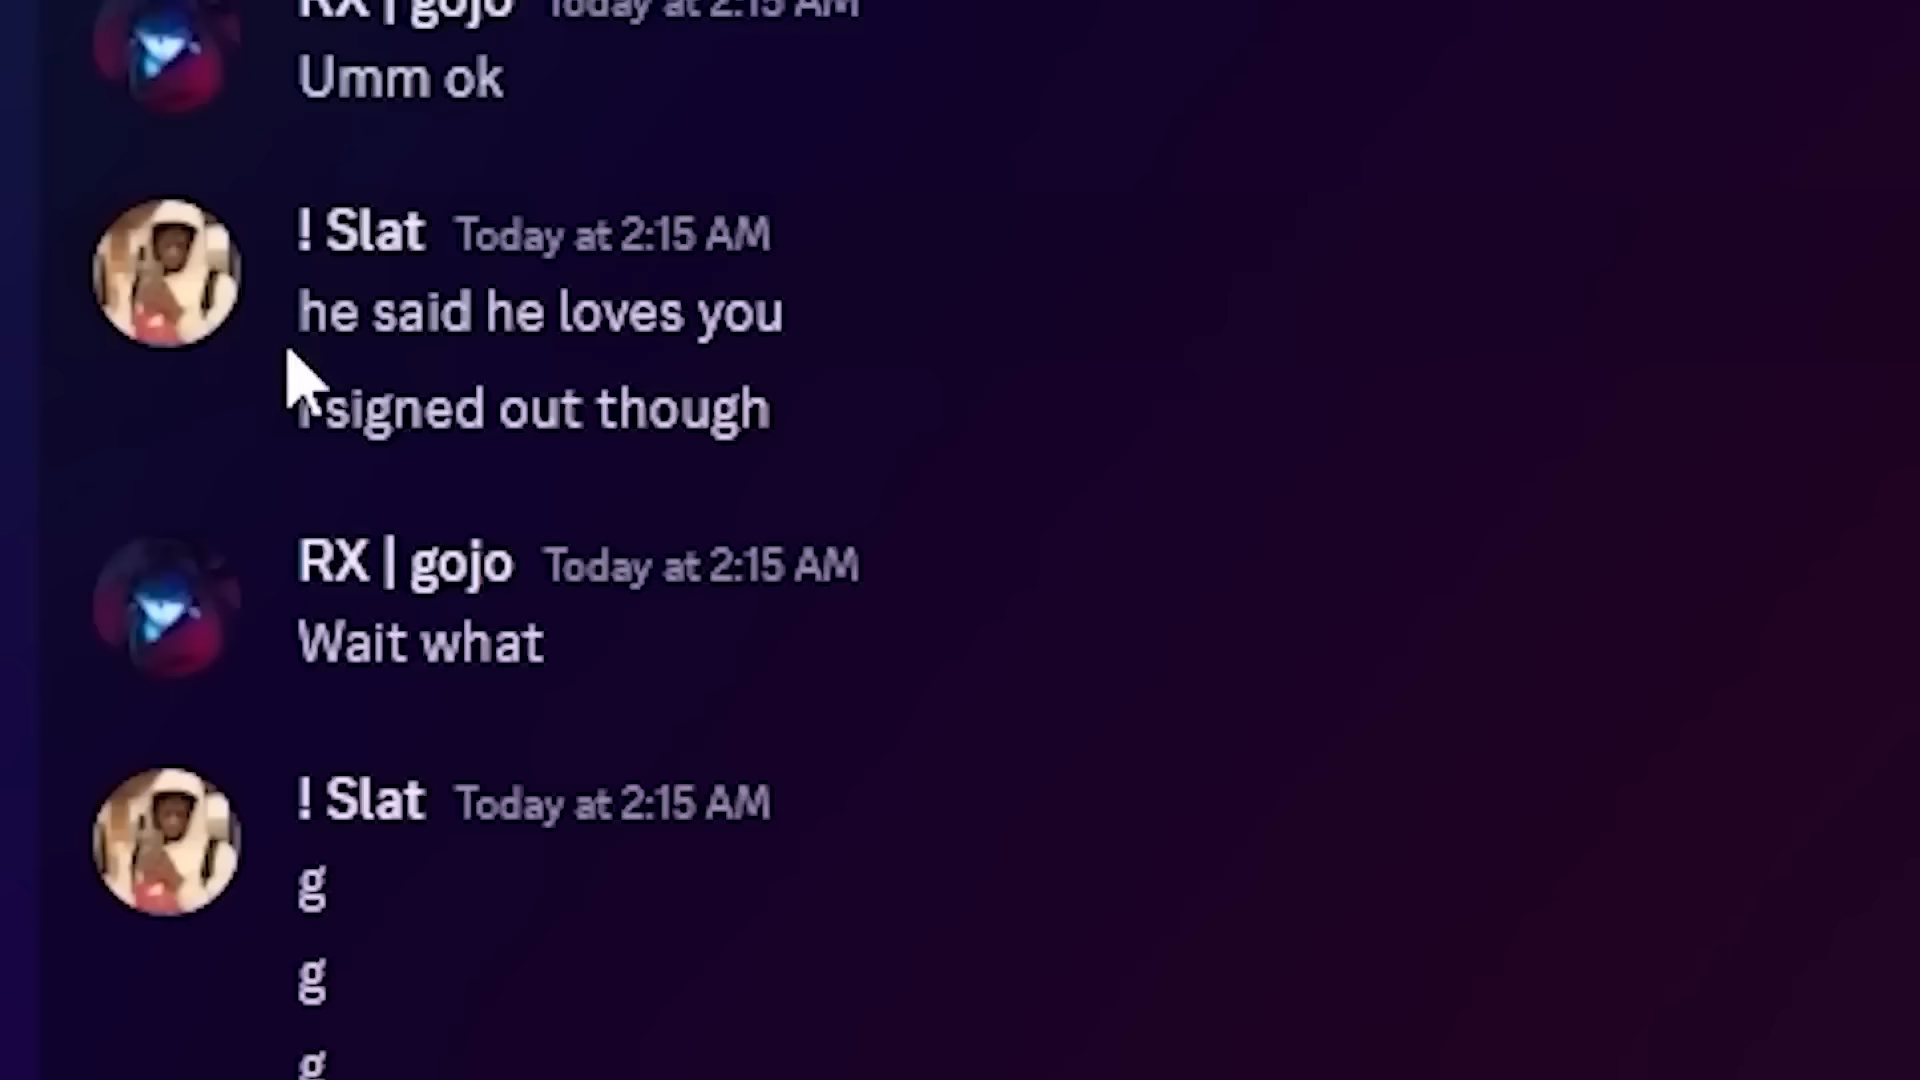 RX | gojo Today at 2:15 AM
Umm ok
! Slat Today at 2:15 AM
he said he loves you
i signed out though
RX | gojo Today at 2:15 AM
Wait what
! Slat Today at 2:15 AM
g
g
g